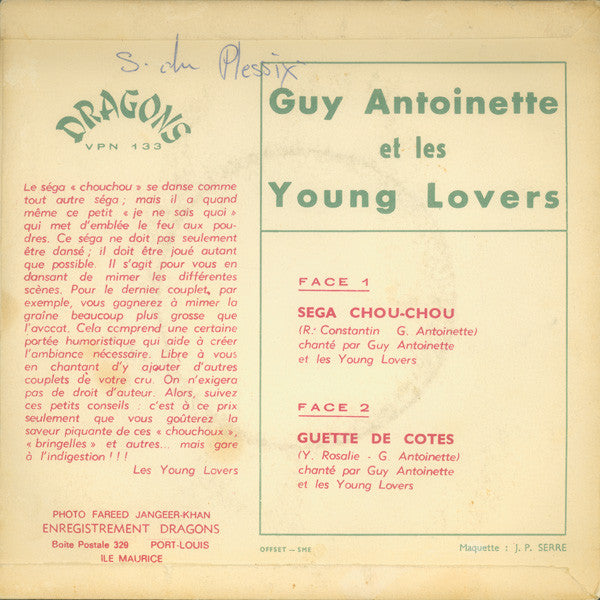 S. du Plessix
DRAGONS
VPN 133
Guy Antoinette
et les
Young Lovers
Le séga « chouchou » se danse comme
tout autre séga ; mais il a quand
même ce petit « je ne sais quoi »
qui met d'emblée le feu aux pou-
dres. Ce séga ne doit pas seulement
être dansé ; il doit être joué autant
que possible. Il s'agit pour vous en
dansant de mimer les différentes
scènes. Pour le dernier couplet, par
exemple, vous gagnerez à mimer la
graîne beaucoup plus grosse que
l'avocat. Cela comprend une certaine
portée humoristique qui aide à créer
l'ambiance nécessaire. Libre à vous
en chantant d'y ajouter d'autres
couplets de votre cru. On n'exigera
pas de droit d'auteur. Alors, suivez
ces petits conseils : c'est à ce prix
seulement que vous goûterez la
saveur piquante de ces « chouchoux »,
« bringelles » et autres... mais gare
à l'indigestion ! ! !
Les Young Lovers
FACE 1
SEGA CHOU-CHOU
(R. Constantin G. Antoinette)
chanté par Guy Antoinette
et les Young Lovers
FACE 2
GUETTE DE COTES
(Y. Rosalie - G. Antoinette)
chanté par Guy Antoinette
et les Young Lovers
PHOTO FAREED JANGEER-KHAN
ENREGISTREMENT DRAGONS
Boite Postale 329 PORT-LOUIS
ILE MAURICE
OFFSET — SME
Maquette : J. P. SERRE